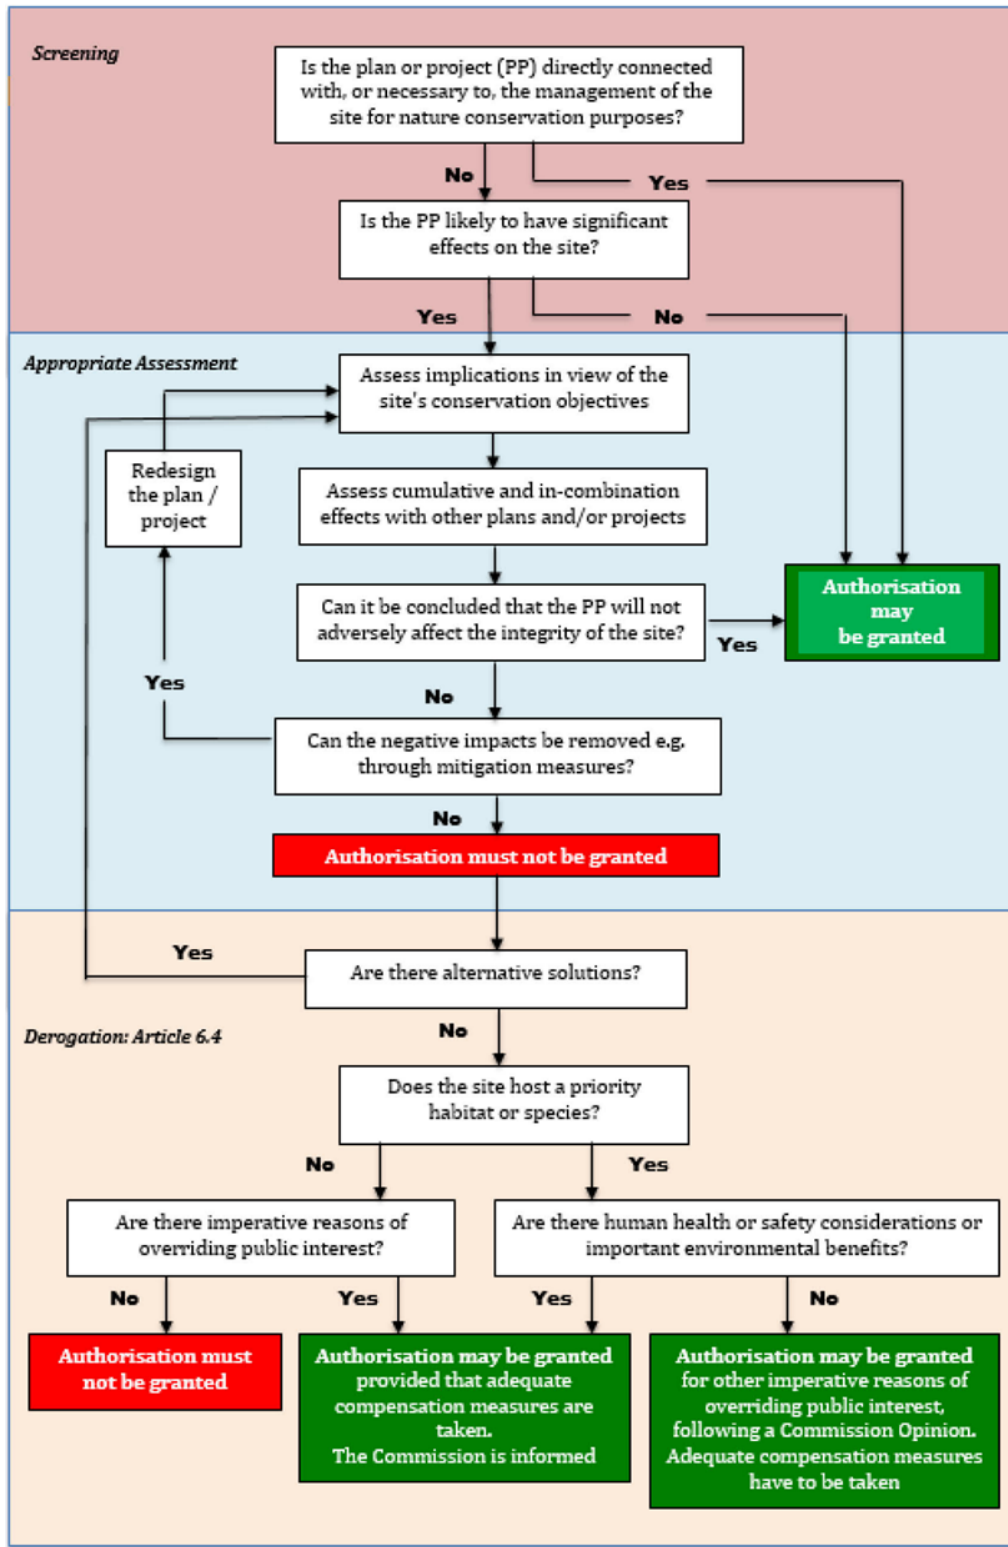 Screening
Is the plan or project (PP) directly connected
with, or necessary to, the management of the
site for nature conservation purposes?
No
Yes
Is the PP likely to have significant
effects on the site?
Yes
No
Appropriate Assessment
Assess implications in view of the
site's conservation objectives
Redesign
the plan /
project
Assess cumulative and in-combination
effects with other plans and/or projects
Can it be concluded that the PP will not
adversely affect the integrity of the site?
Yes
Authorisation
may
be granted
Yes
No
Can the negative impacts be removed e.g.
through mitigation measures?
No
Authorisation must not be granted
Yes
Are there alternative solutions?
Derogation: Article 6.4
No
Does the site host a priority
habitat or species?
No
Yes
Are there imperative reasons of
overriding public interest?
Are there human health or safety considerations or
important environmental benefits?
No
Yes
Yes
No
Authorisation must
not be granted
Authorisation may be granted
provided that adequate
compensation measures are
taken.
The Commission is informed
Authorisation may be granted
for other imperative reasons of
overriding public interest,
following a Commission Opinion.
Adequate compensation measures
have to be taken